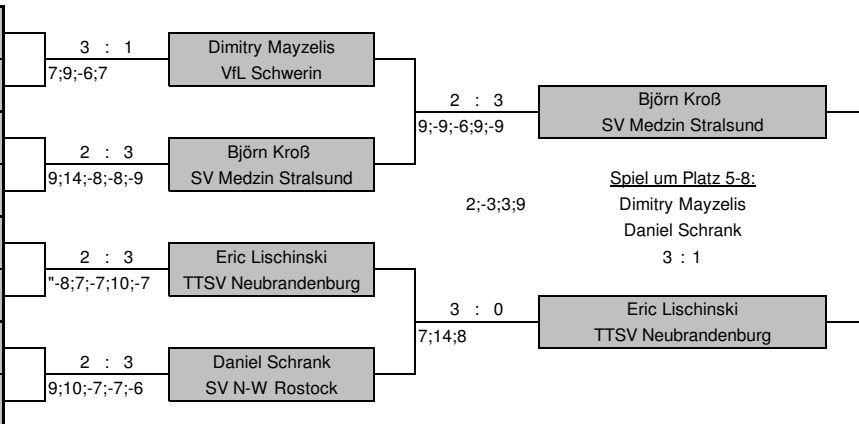 3 : 1
Dimitry Mayzelis
7;9;-6;7
VfL Schwerin
2 : 3
Björn Kroß
9;-9;-6;9;-9
SV Medzin Stralsund
2 : 3
Björn Kroß
9;14;-8;-8;-9
SV Medzin Stralsund
Spiel um Platz 5-8:
2;-3;3;9
Dimitry Mayzelis
Daniel Schrank
3 : 1
2 : 3
Eric Lischinski
"-8;7;-7;10;-7
TTSV Neubrandenburg
3 : 0
Eric Lischinski
7;14;8
TTSV Neubrandenburg
2 : 3
Daniel Schrank
9;10;-7;-7;-6
SV N-W Rostock